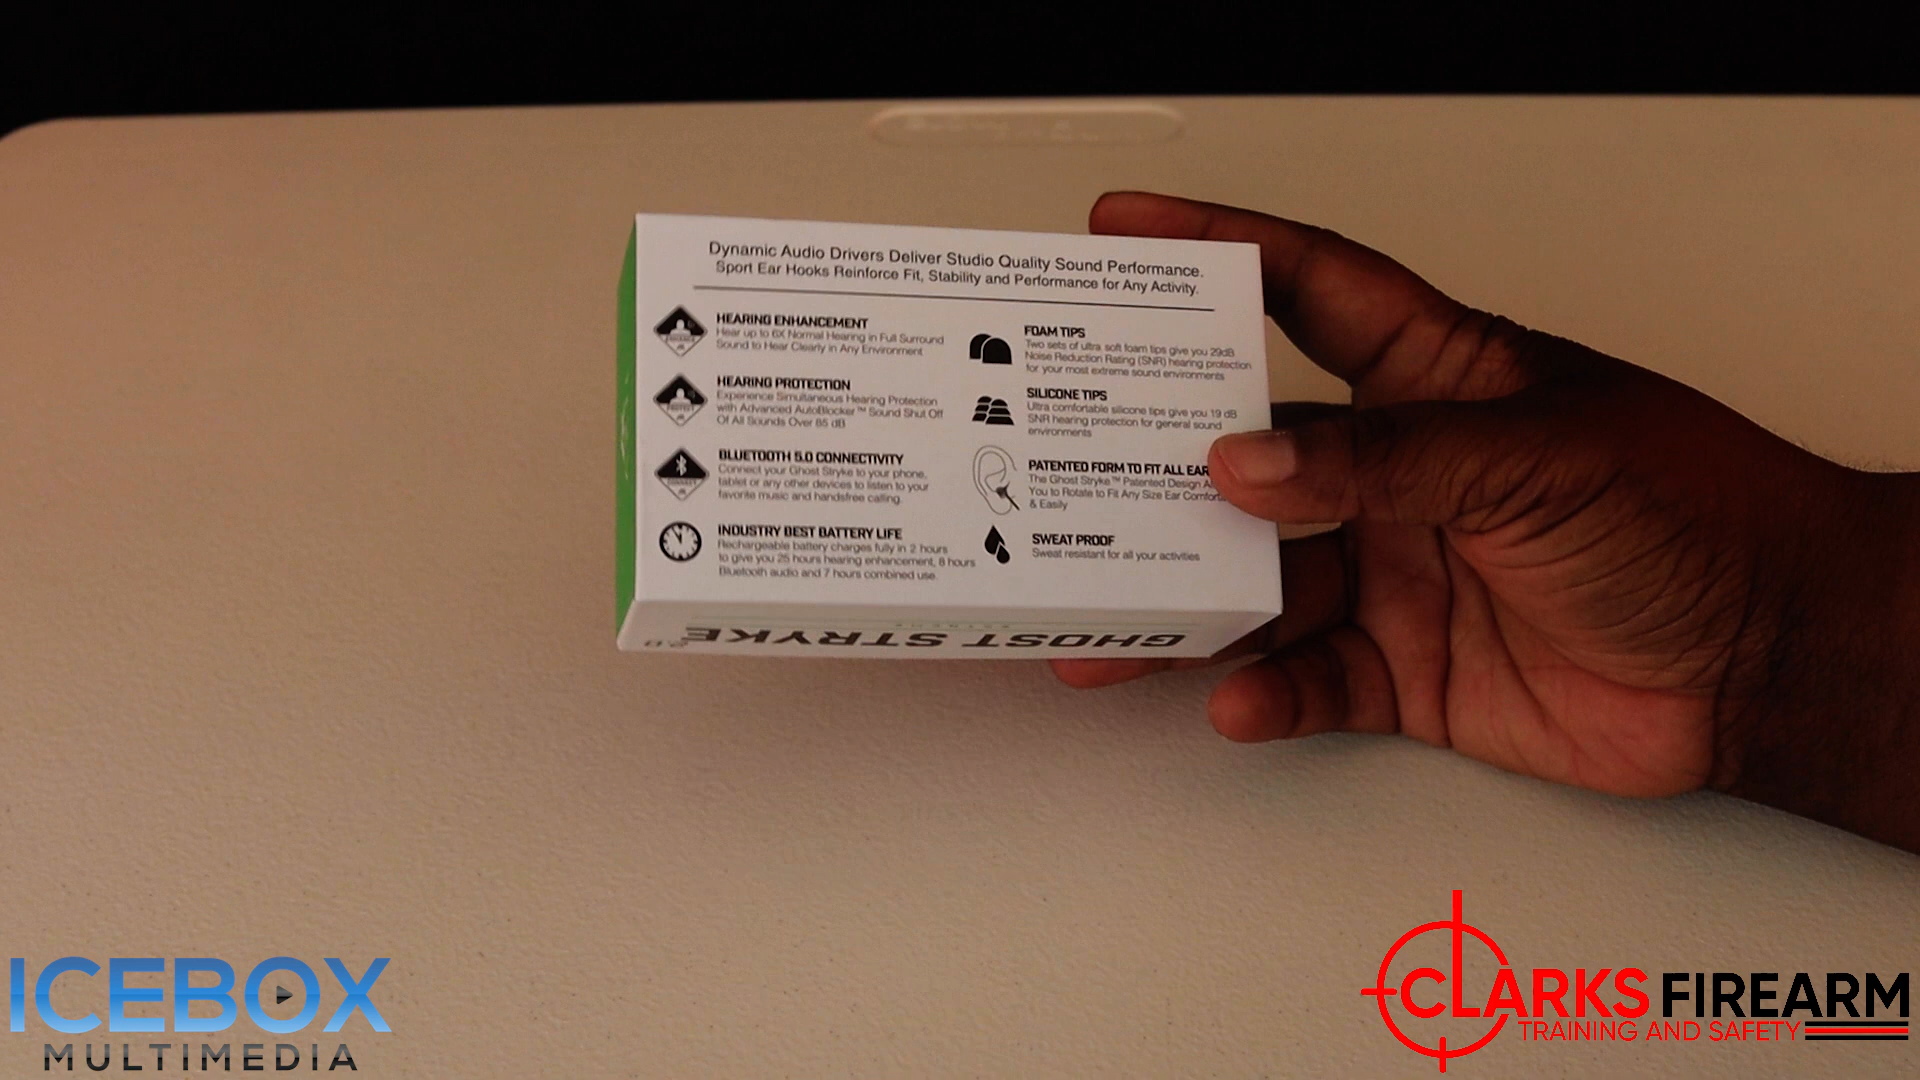 Dynamic Audio Drivers Deliver Studio Quality Sound Performance.
Sport Ear Hooks Reinforce Fit, Stability and Performance for Any Activity.
HEARING ENHANCEMENT
Hear up to 6X Normal Hearing in Full Surround
Sound to Hear Clearly in Any Environment
HEARING PROTECTION
Experience Simultaneous Hearing Protection
with Advanced AutoBlocker™ Sound Shut Off
Of All Sounds Over 85 dB
BLUETOOTH 5.0 CONNECTIVITY
Connect your Ghost Stryke to your phone,
tablet or any other devices to listen to your
favorite music and handsfree calling.
INDUSTRY BEST BATTERY LIFE
Rechargeable battery charges fully in 2 hours
to give you 25 hours hearing enhancement, 8 hours
Bluetooth audio and 7 hours combined use.
FOAM TIPS
Two sets of ultra soft foam tips give you 29dB
Noise Reduction Rating (SNR) hearing protection
for your most extreme sound environments
SILICONE TIPS
Ultra comfortable silicone tips give you 19 dB
SNR hearing protection for general sound
environments
PATENTED FORM TO FIT ALL EAR
The Ghost Stryke™ Patented Design
You to Rotate to Fit Any Size Ear
& Easily
SWEAT PROOF
Sweat resistant for all your activities
GHOST STRYKE 2.0
ICEBOX
MULTIMEDIA
CLARKS FIREARM
TRAINING AND SAFETY